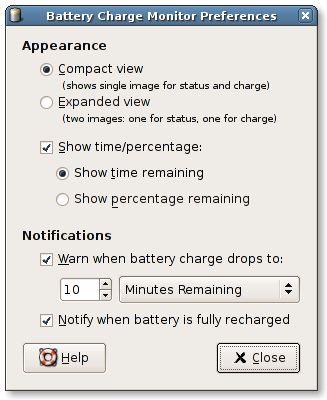 Battery Charge Monitor Preferences
Appearance
Compact view
(shows single image for status and charge)
Expanded view
(two images: one for status, one for charge)
Show time/percentage:
Show time remaining
Show percentage remaining
Notifications
Warn when battery charge drops to:
10 Minutes Remaining
Notify when battery is fully recharged
Help Close